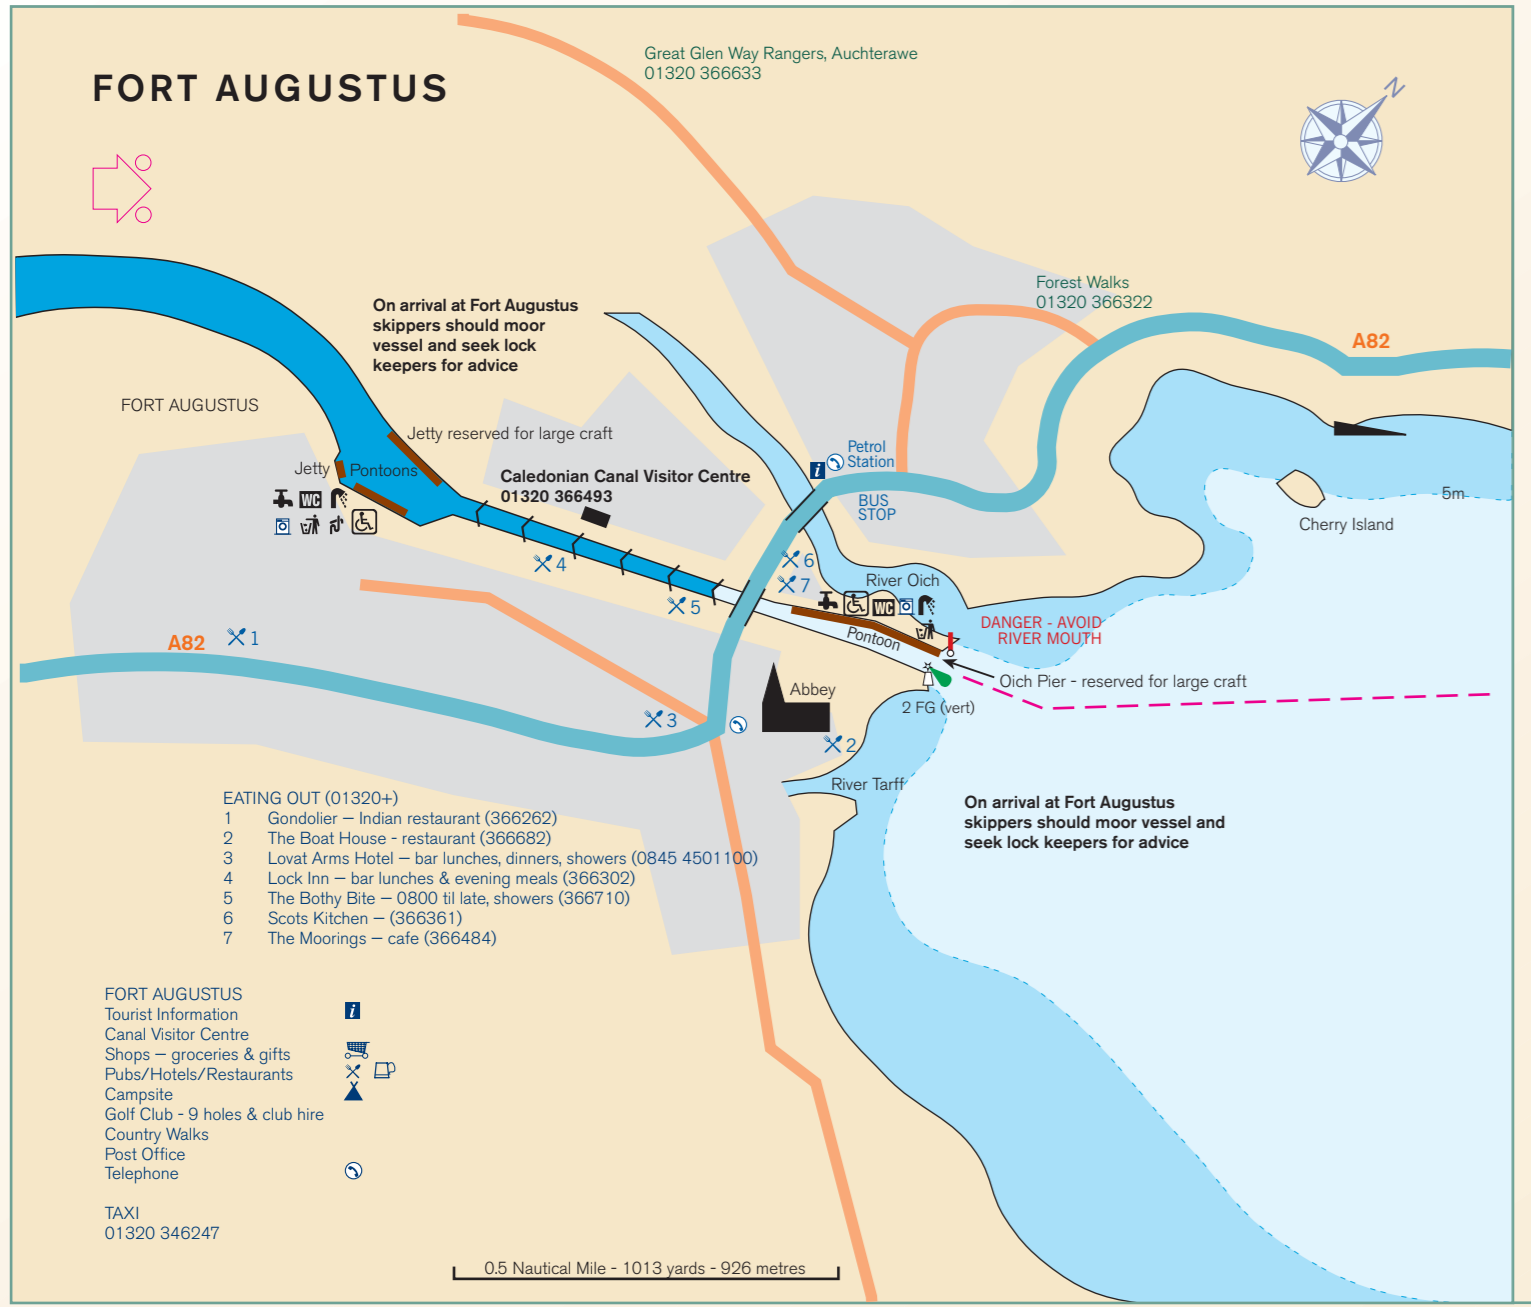 FORT AUGUSTUS
Great Glen Way Rangers, Auchterawe
01320 366633
N
On arrival at Fort Augustus
skippers should moor
vessel and seek lock
keepers for advice
Forest Walks
01320 366322
A82
FORT AUGUSTUS
Jetty reserved for large craft
Jetty
Pontoons
WC
Caledonian Canal Visitor Centre
01320 366493
i
Petrol
Station
BUS
STOP
5m
Cherry Island
4
5
6
7
River Oich
WC
DANGER - AVOID
RIVER MOUTH
Pontoon
Oich Pier - reserved for large craft
2 FG (vert)
A82
1
Abbey
3
2
River Tarff
On arrival at Fort Augustus
skippers should moor vessel and
seek lock keepers for advice
EATING OUT (01320+)
1 Gondolier – Indian restaurant (366262)
2 The Boat House - restaurant (366682)
3 Lovat Arms Hotel – bar lunches, dinners, showers (0845 4501100)
4 Lock Inn – bar lunches & evening meals (366302)
5 The Bothy Bite – 0800 til late, showers (366710)
6 Scots Kitchen – (366361)
7 The Moorings – cafe (366484)
FORT AUGUSTUS
Tourist Information i
Canal Visitor Centre
Shops – groceries & gifts
Pubs/Hotels/Restaurants
Campsite
Golf Club - 9 holes & club hire
Country Walks
Post Office
Telephone
TAXI
01320 346247
0.5 Nautical Mile - 1013 yards - 926 metres